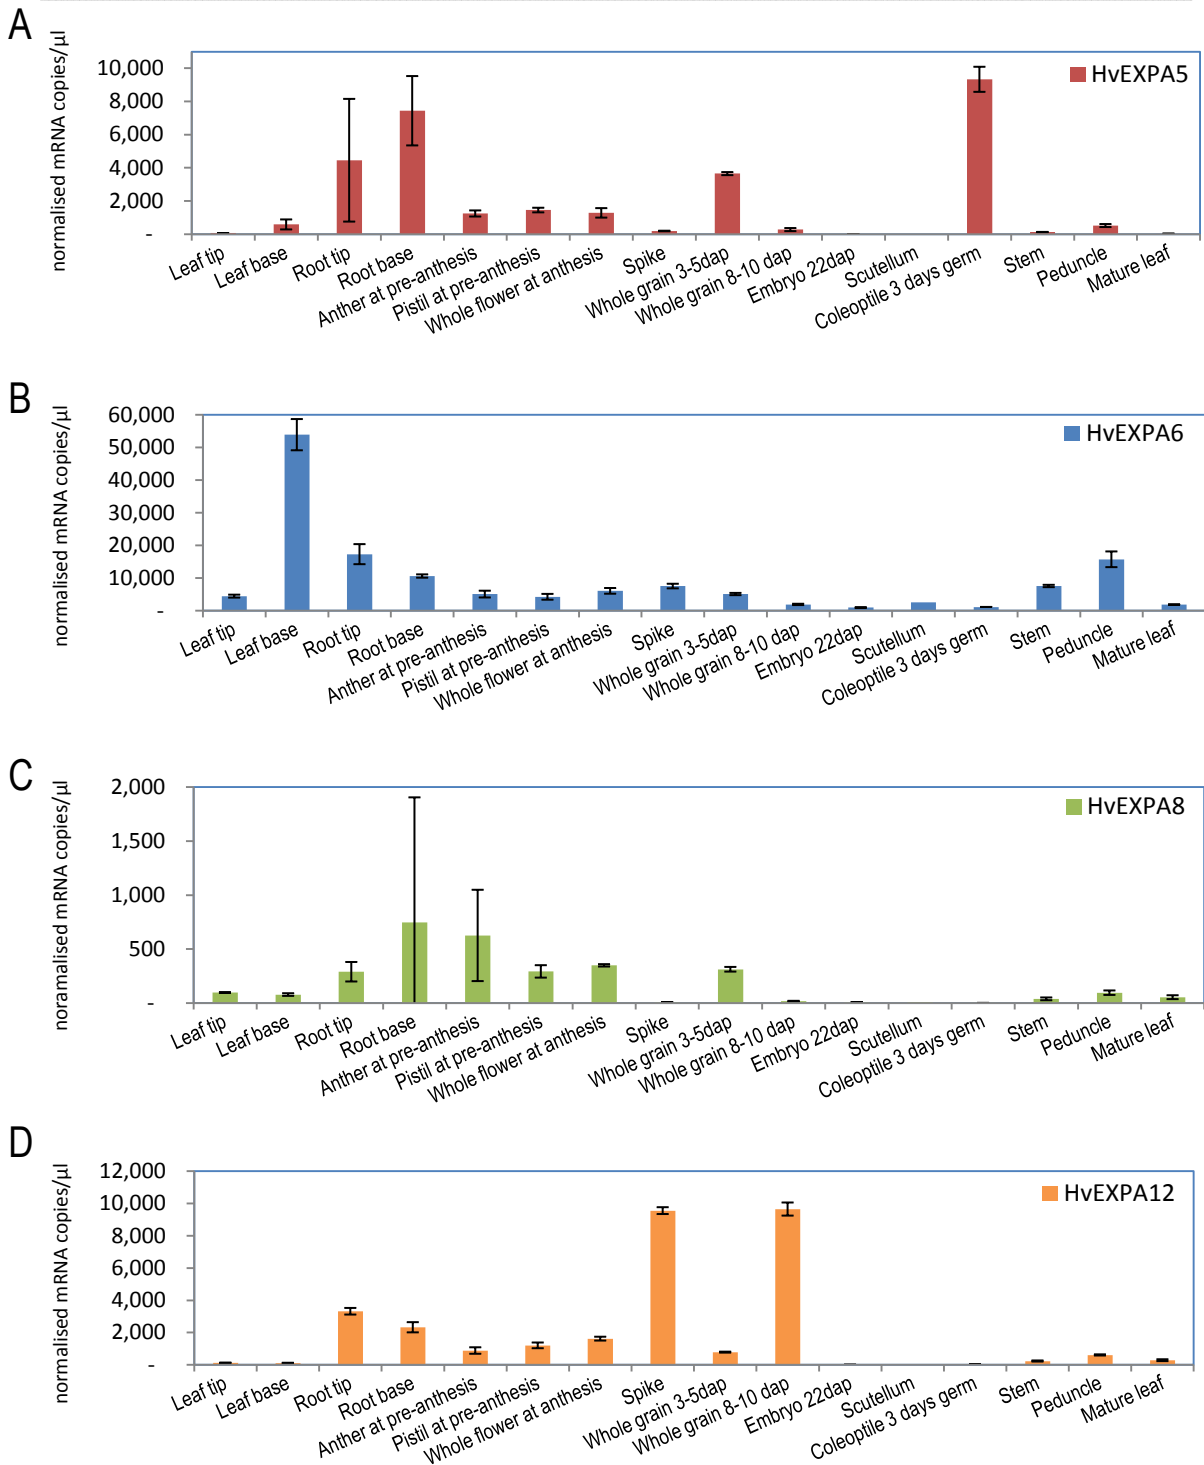 A
normalised mRNA copies/µl
10,000
8,000
6,000
4,000
2,000
-
HvEXPA5
Leaf tip
Leaf base
Root tip
Root base
Anther at pre-anthesis
Pistil at pre-anthesis
Whole flower at anthesis
Spike
Whole grain 3-5dap
Whole grain 8-10 dap
Embryo 22dap
Scutellum
Coleoptile 3 days germ
Stem
Peduncle
Mature leaf
B
normalised mRNA copies/µl
60,000
50,000
40,000
30,000
20,000
10,000
-
HvEXPA6
Leaf tip
Leaf base
Root tip
Root base
Anther at pre-anthesis
Pistil at pre-anthesis
Whole flower at anthesis
Spike
Whole grain 3-5dap
Whole grain 8-10 dap
Embryo 22dap
Scutellum
Coleoptile 3 days germ
Stem
Peduncle
Mature leaf
C
noramalised mRNA copies/µl
2,000
1,500
1,000
500
-
HvEXPA8
Leaf tip
Leaf base
Root tip
Root base
Anther at pre-anthesis
Pistil at pre-anthesis
Whole flower at anthesis
Spike
Whole grain 3-5dap
Whole grain 8-10 dap
Embryo 22dap
Scutellum
Coleoptile 3 days germ
Stem
Peduncle
Mature leaf
D
normalised mRNA copies/µl
12,000
10,000
8,000
6,000
4,000
2,000
-
HvEXPA12
Leaf tip
Leaf base
Root tip
Root base
Anther at pre-anthesis
Pistil at pre-anthesis
Whole flower at anthesis
Spike
Whole grain 3-5dap
Whole grain 8-10 dap
Embryo 22dap
Scutellum
Coleoptile 3 days germ
Stem
Peduncle
Mature leaf